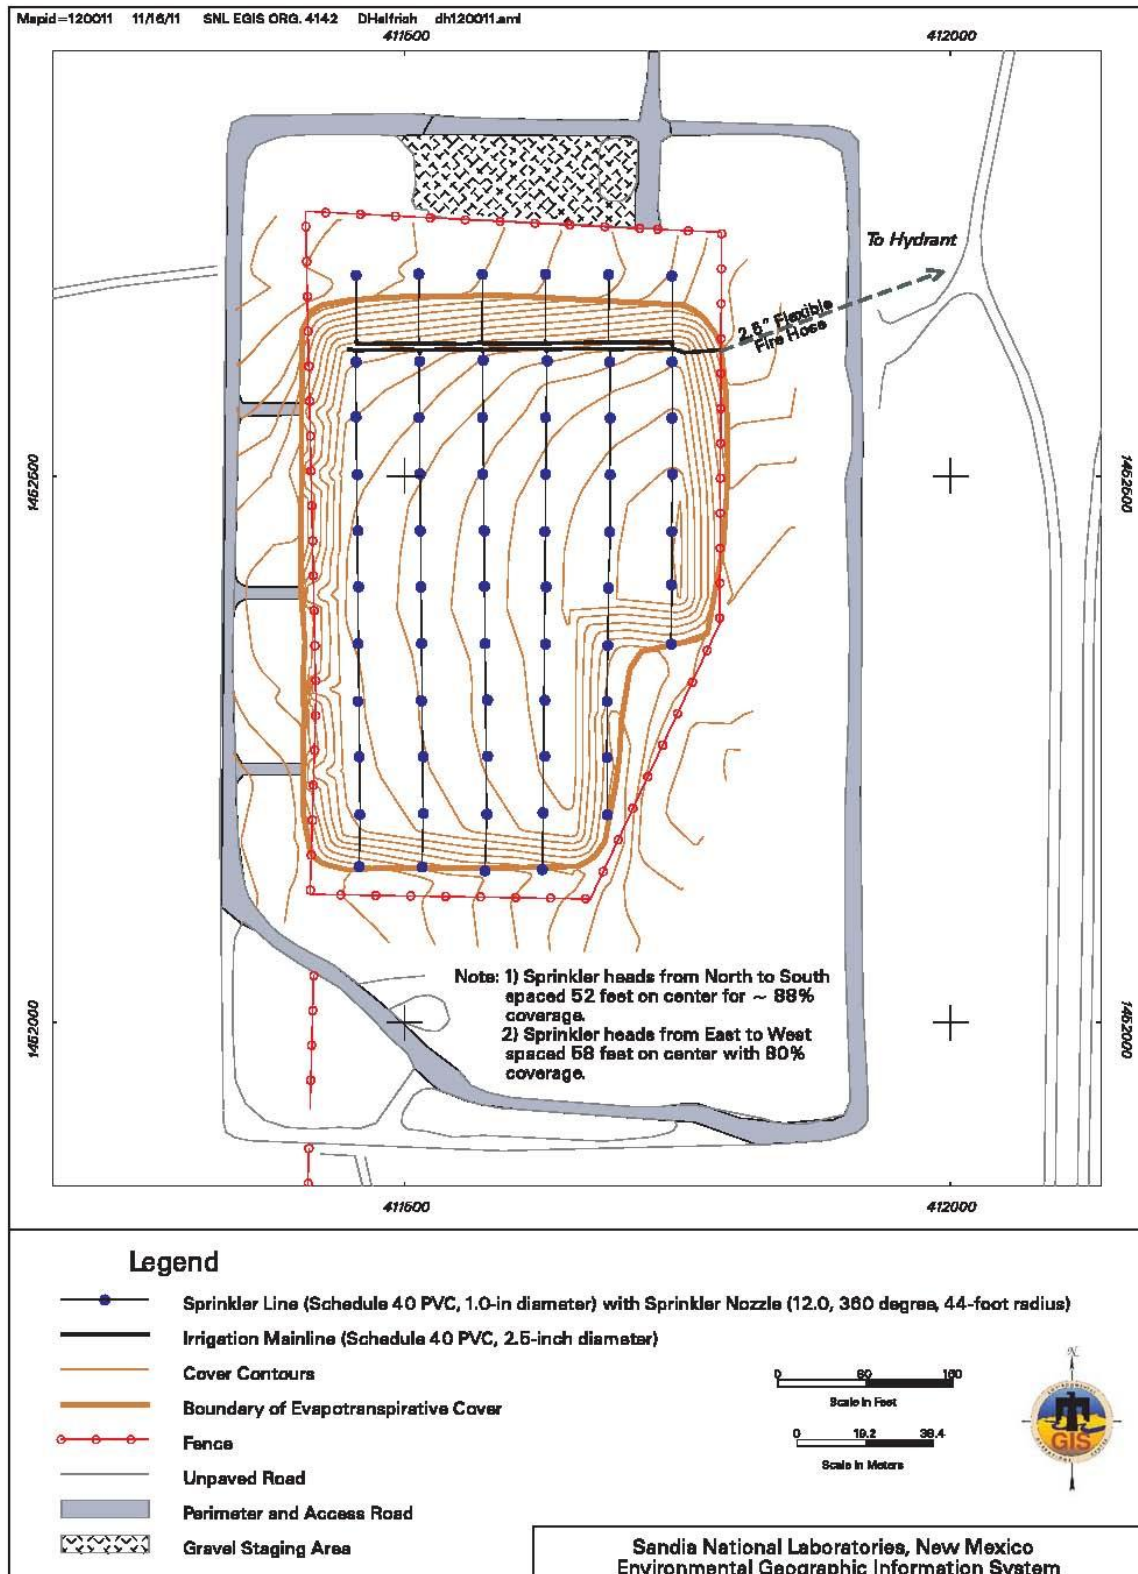 Mapid=120011 11/16/11 SNL EGIS ORG. 4142 DHelfrich dh120011.aml
411500 412000
To Hydrant
2.5" Flexible
Fire Hose
1452500 1452500
Note: 1) Sprinkler heads from North to South
spaced 52 feet on center for ~ 88%
coverage.
2) Sprinkler heads from East to West
spaced 58 feet on center with 80%
coverage.
1452000 1452000
411500 412000
Legend
Sprinkler Line (Schedule 40 PVC, 1.0-in diameter) with Sprinkler Nozzle (12.0, 360 degree, 44-foot radius)
Irrigation Mainline (Schedule 40 PVC, 2.5-inch diameter)
Cover Contours
Boundary of Evapotranspirative Cover
Fence
Unpaved Road
Perimeter and Access Road
Gravel Staging Area
0 80 160
Scale in Feet
0 19.2 38.4
Scale in Meters
N
GIS
Sandia National Laboratories, New Mexico
Environmental Geographic Information System